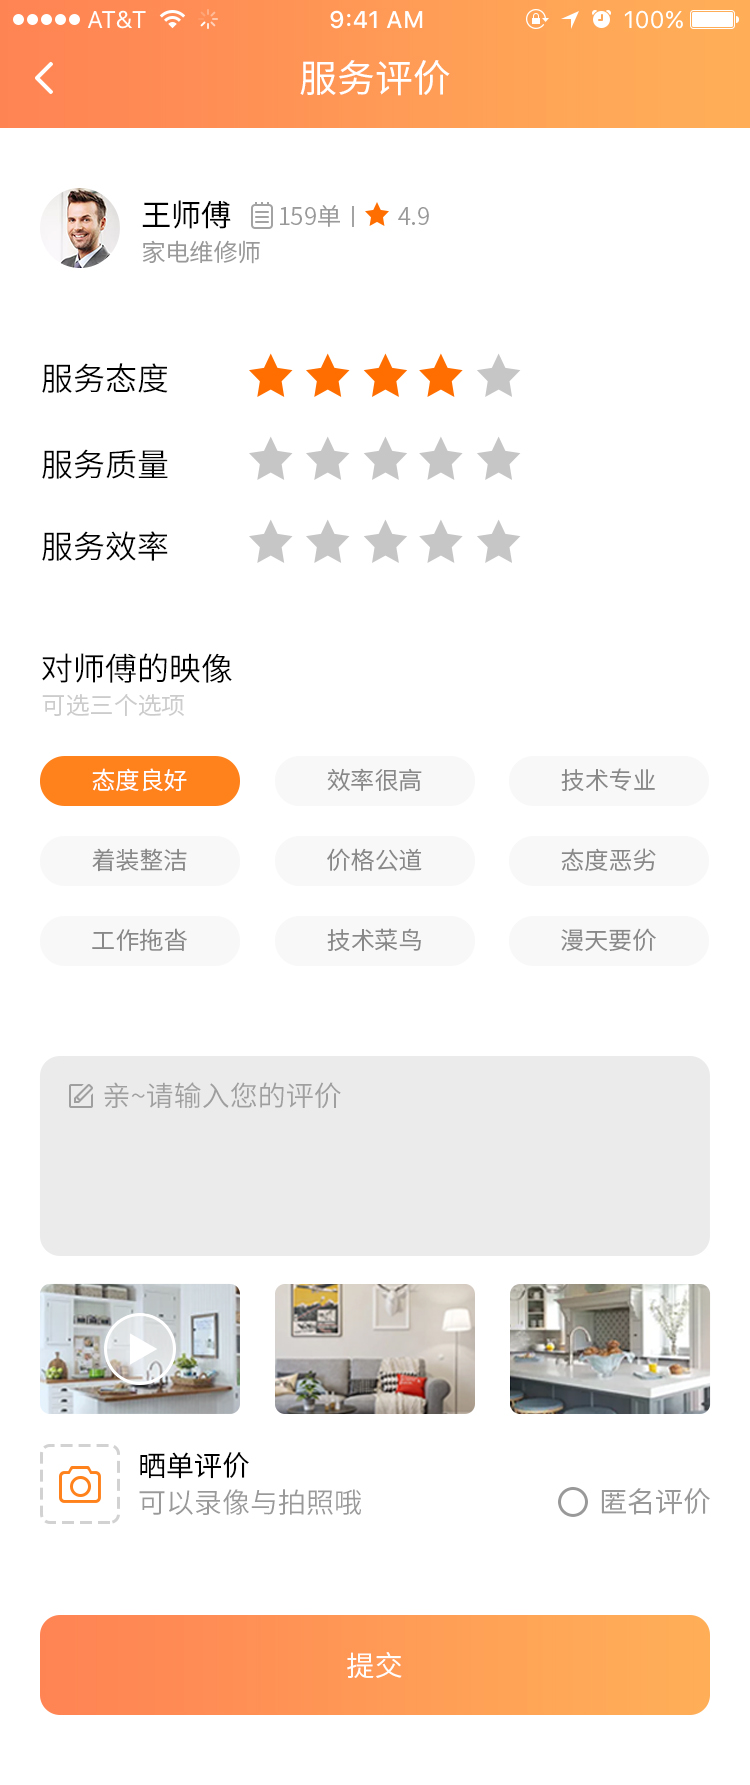 AT&T 9:41 AM 100%
服务评价
王师傅 159单 4.9
家电维修师
服务态度
服务质量
服务效率
对师傅的映像
可选三个选项
态度良好 效率很高 技术专业
着装整洁 价格公道 态度恶劣
工作拖沓 技术菜鸟 漫天要价
亲~请输入您的评价
晒单评价
可以录像与拍照哦
匿名评价
提交